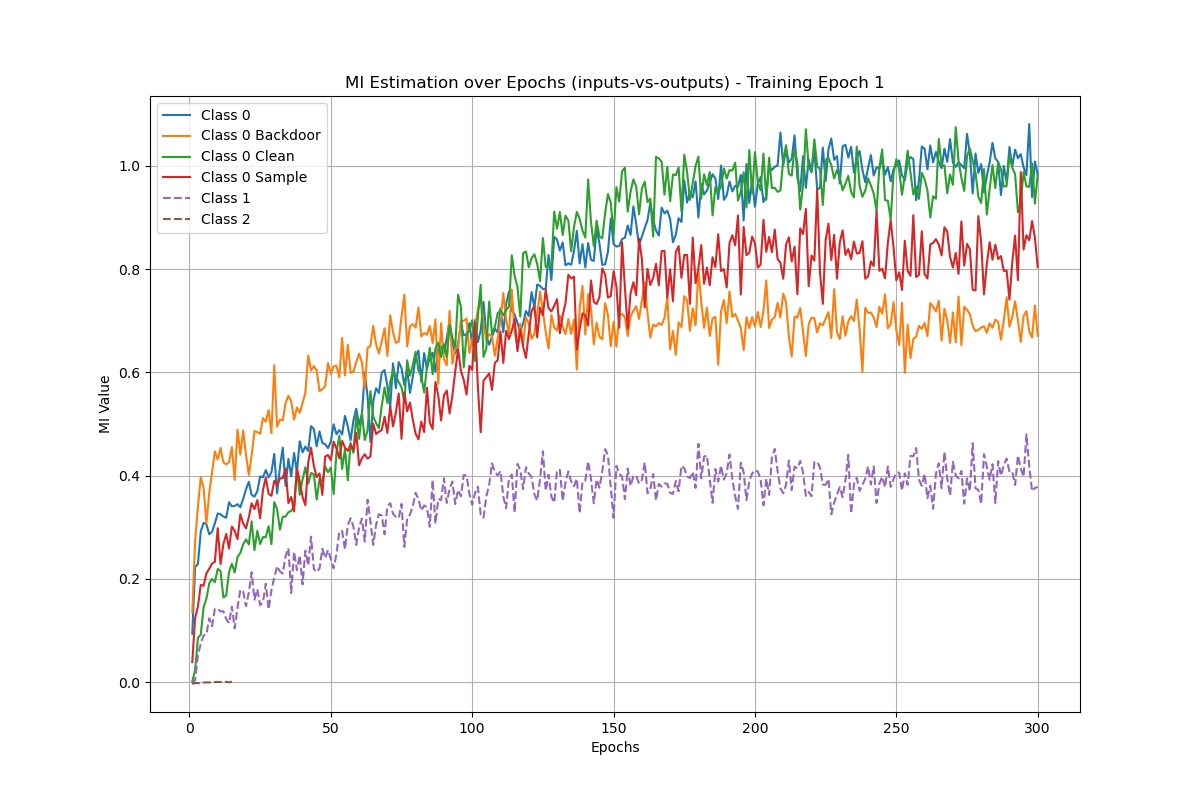 MI Estimation over Epochs (inputs-vs-outputs) - Training Epoch 1
Class 0
Class 0 Backdoor
Class 0 Clean
Class 0 Sample
Class 1
Class 2
MI Value
1.0
0.8
0.6
0.4
0.2
0.0
0 50 100 150 200 250 300
Epochs